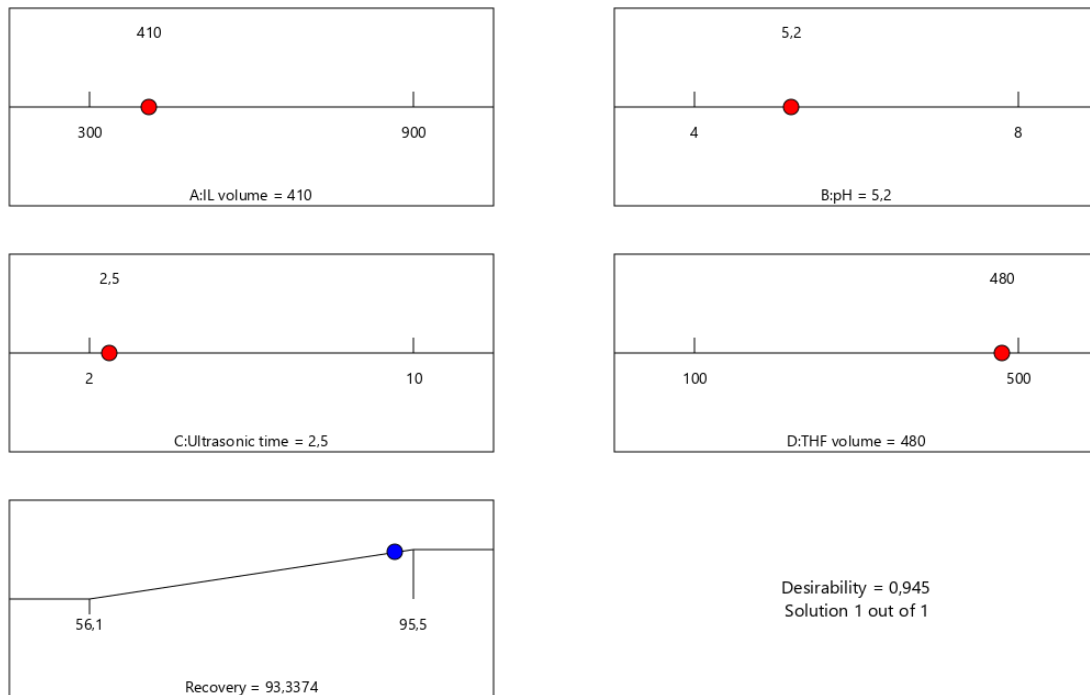 410
300
900
A:IL volume = 410
5,2
4
8
B:pH = 5,2
2,5
2
10
C:Ultrasonic time = 2,5
480
100
500
D:THF volume = 480
56,1
95,5
Recovery = 93,3374
Desirability = 0,945
Solution 1 out of 1